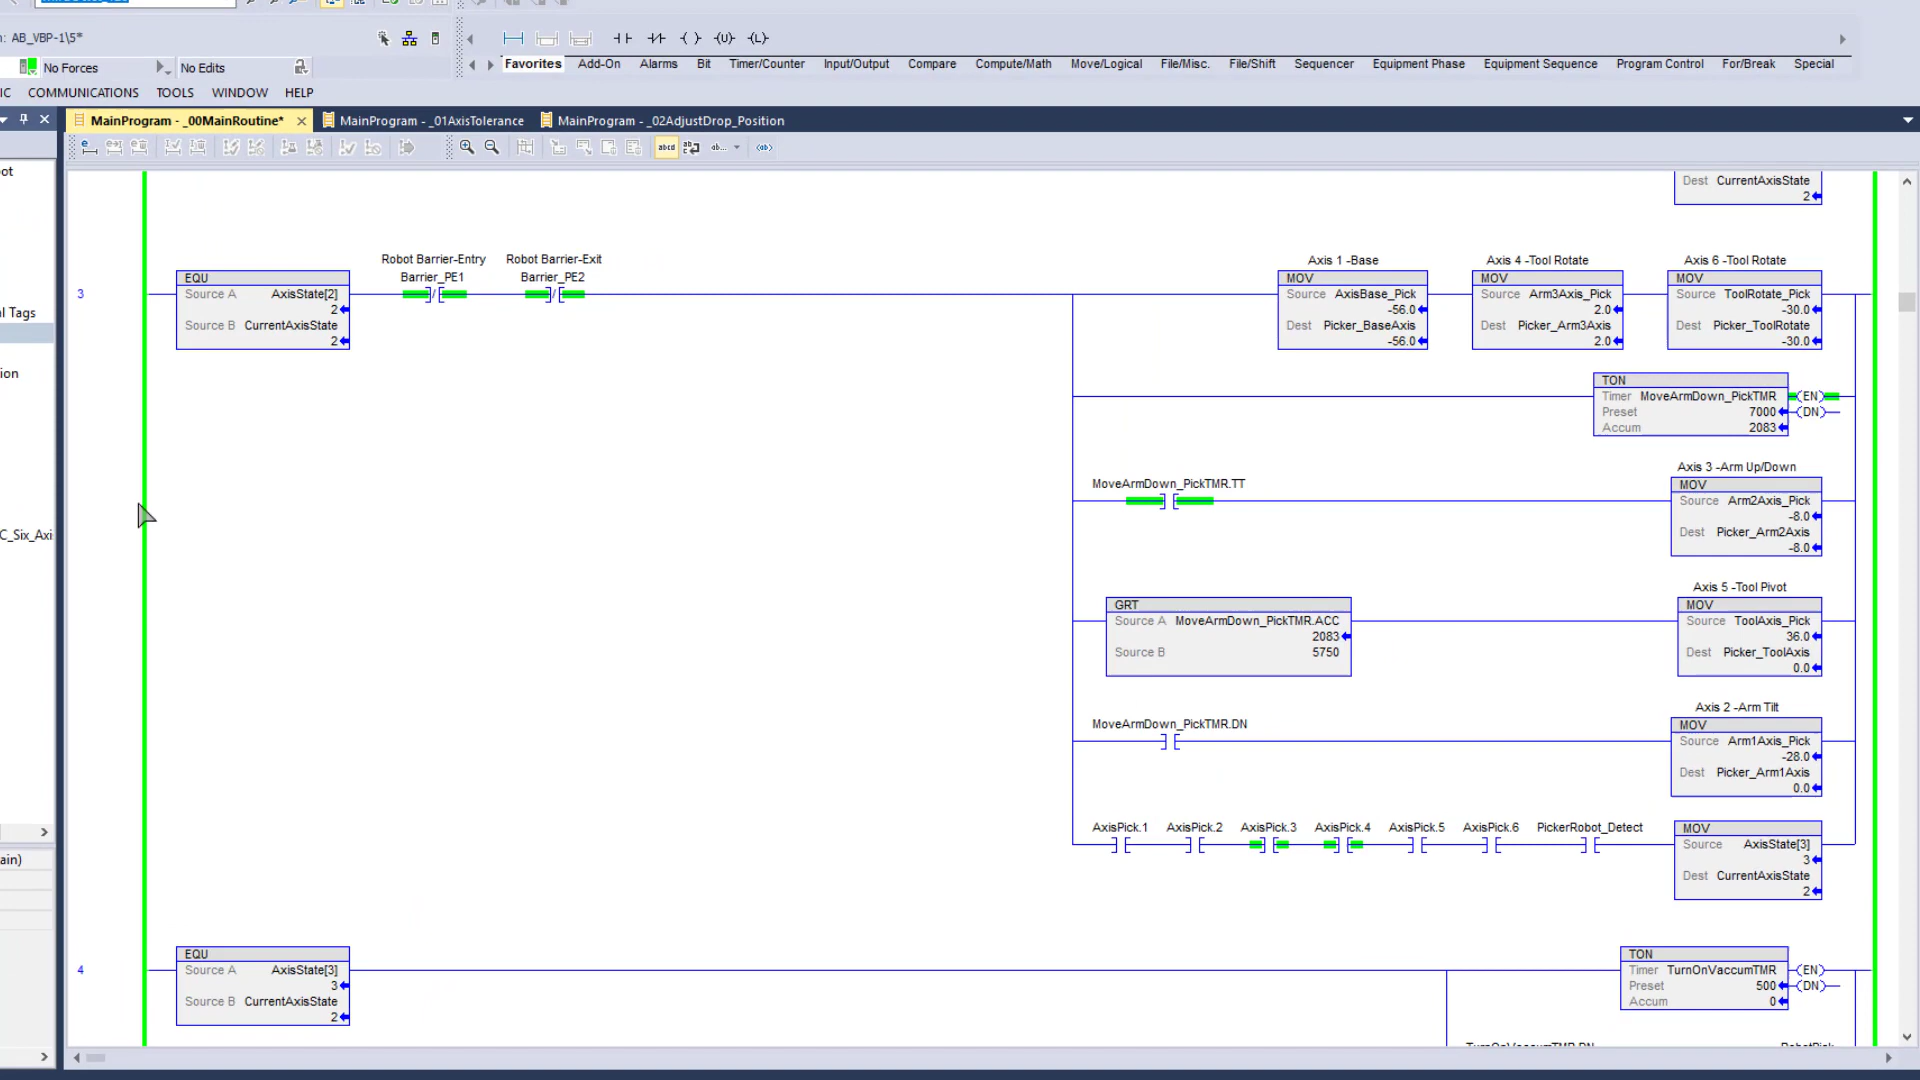 AB_VBP-1\5*
No Forces
No Edits
Favorites Add-On Alarms Bit Timer/Counter Input/Output Compare Compute/Math Move/Logical File/Misc. File/Shift Sequencer Equipment Phase Equipment Sequence Program Control For/Break Special
IC COMMUNICATIONS TOOLS WINDOW HELP
MainProgram - _00MainRoutine* MainProgram - _01AxisTolerance MainProgram - _02AdjustDrop_Position
abcd
ab...
<ab>
ot
l Tags
ion
C_Six_Axi
ain)
Dest CurrentAxisState
2
3
EQU
Source A AxisState[2]
2
Source B CurrentAxisState
2
Robot Barrier-Entry
Barrier_PE1
Robot Barrier-Exit
Barrier_PE2
Axis 1 -Base
MOV
Source AxisBase_Pick
-56.0
Dest Picker_BaseAxis
-56.0
Axis 4 -Tool Rotate
MOV
Source Arm3Axis_Pick
2.0
Dest Picker_Arm3Axis
2.0
Axis 6 -Tool Rotate
MOV
Source ToolRotate_Pick
-30.0
Dest Picker_ToolRotate
-30.0
TON
Timer MoveArmDown_PickTMR
Preset 7000
Accum 2083
EN
DN
MoveArmDown_PickTMR.TT
Axis 3 -Arm Up/Down
MOV
Source Arm2Axis_Pick
-8.0
Dest Picker_Arm2Axis
-8.0
GRT
Source A MoveArmDown_PickTMR.ACC
2083
Source B 5750
Axis 5 -Tool Pivot
MOV
Source ToolAxis_Pick
36.0
Dest Picker_ToolAxis
0.0
MoveArmDown_PickTMR.DN
Axis 2 -Arm Tilt
MOV
Source Arm1Axis_Pick
-28.0
Dest Picker_Arm1Axis
0.0
AxisPick.1 AxisPick.2 AxisPick.3 AxisPick.4 AxisPick.5 AxisPick.6 PickerRobot_Detect
MOV
Source AxisState[3]
3
Dest CurrentAxisState
2
4
EQU
Source A AxisState[3]
3
Source B CurrentAxisState
2
TON
Timer TurnOnVaccumTMR
Preset 500
Accum 0
EN
DN